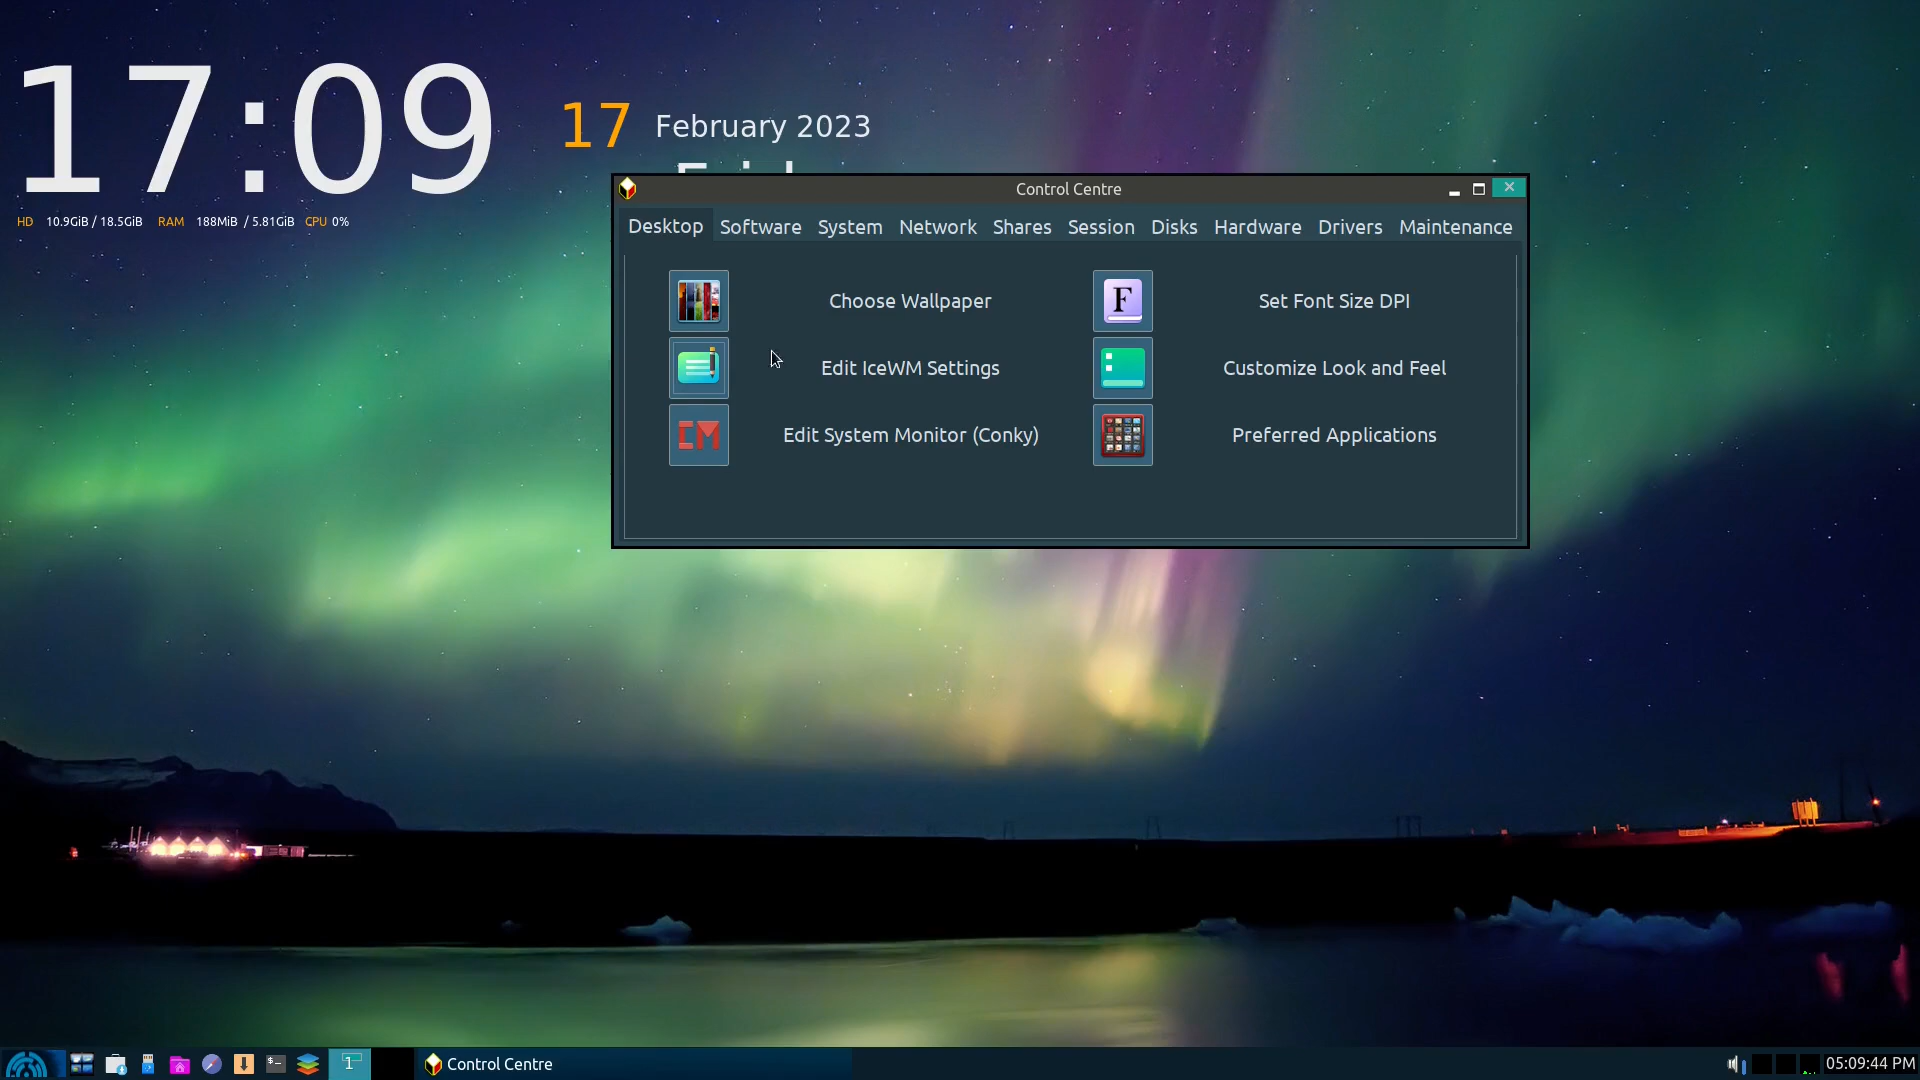 17:09
17 February 2023
HD 10.9GiB / 18.5GiB RAM 188MiB / 5.81GiB CPU 0%
Control Centre
Desktop Software System Network Shares Session Disks Hardware Drivers Maintenance
Choose Wallpaper
F
Set Font Size DPI
Edit IceWM Settings
Customize Look and Feel
IM
Edit System Monitor (Conky)
Preferred Applications
1
Control Centre
05:09:44 PM